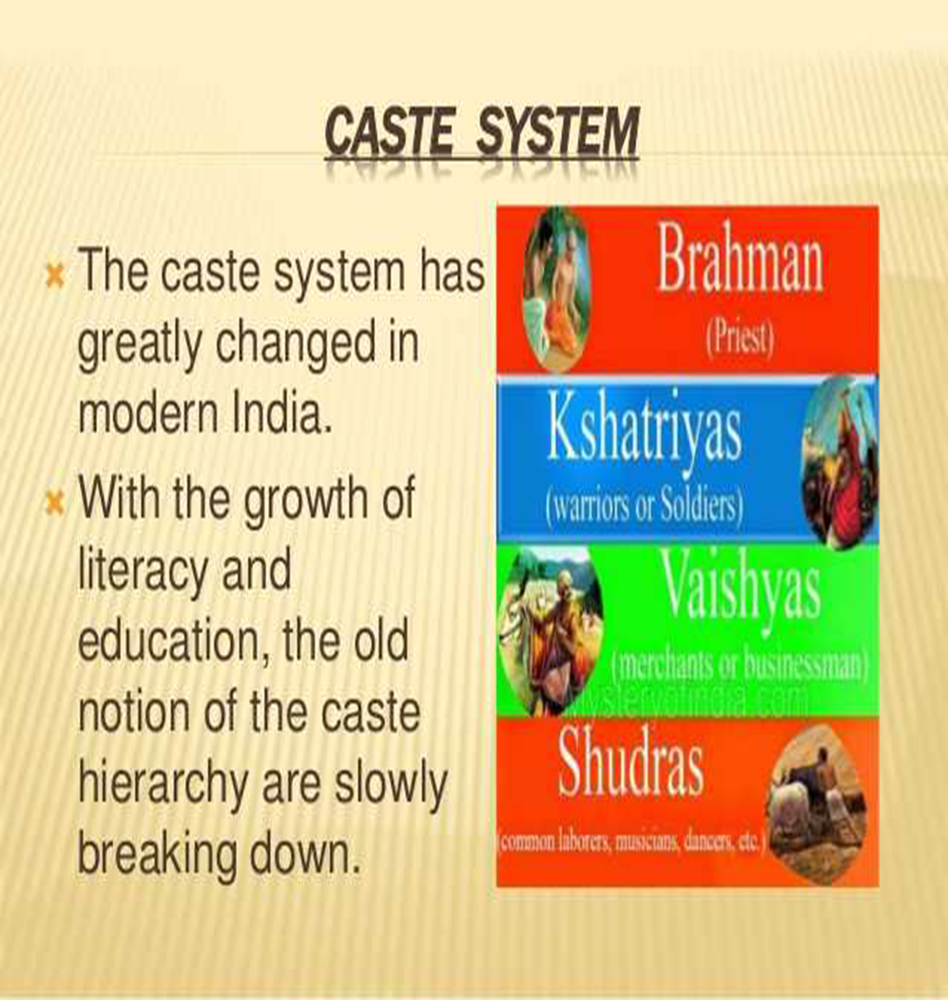 CASTE SYSTEM
The caste system has
greatly changed in
modern India.
With the growth of
literacy and
education, the old
notion of the caste
hierarchy are slowly
breaking down.
Brahman
(Priest)
Kshatriyas
(warriors or Soldiers)
Vaishyas
(merchants or businessman)
mysteryofindia.com
Shudras
(common laborers, musicians, dancers, etc.)